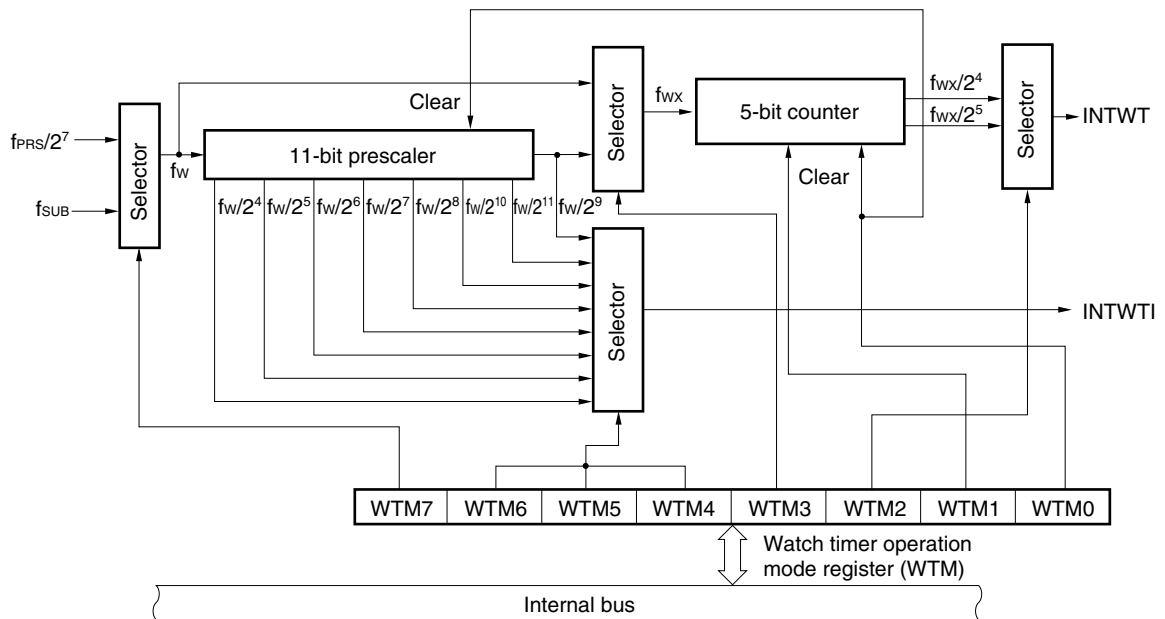 Clear
fPRS/2⁷
fSUB
Selector
fW
11-bit prescaler
fW/2⁴ fW/2⁵ fW/2⁶ fW/2⁷ fW/2⁸ fW/2¹⁰ fW/2¹¹ fW/2⁹
Selector
fWX
5-bit counter
Clear
fWX/2⁴
fWX/2⁵
Selector
INTWT
Selector
INTWTI
WTM7 WTM6 WTM5 WTM4 WTM3 WTM2 WTM1 WTM0
Watch timer operation
mode register (WTM)
Internal bus